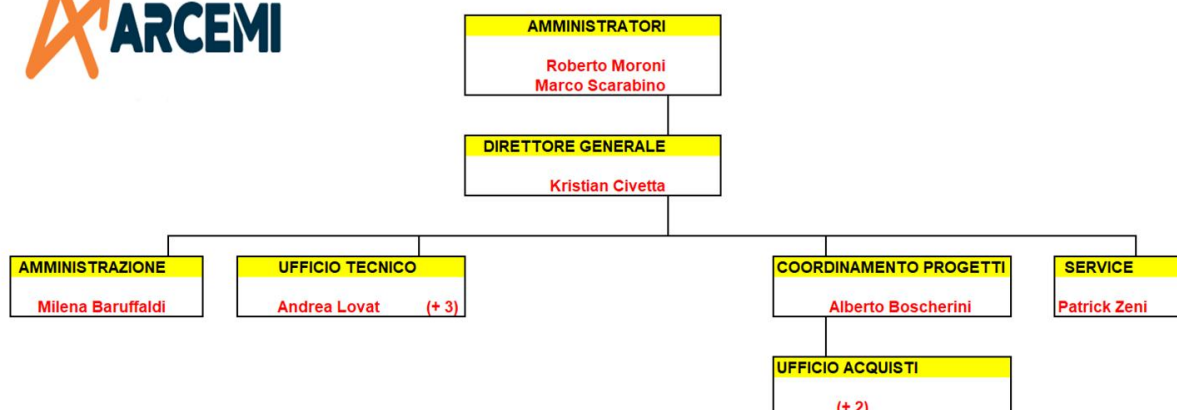 ARCEMI
AMMINISTRATORI
Roberto Moroni
Marco Scarabino
DIRETTORE GENERALE
Kristian Civetta
AMMINISTRAZIONE
Milena Baruffaldi
UFFICIO TECNICO
Andrea Lovat (+ 3)
COORDINAMENTO PROGETTI
Alberto Boscherini
SERVICE
Patrick Zeni
UFFICIO ACQUISTI
(+ 2)